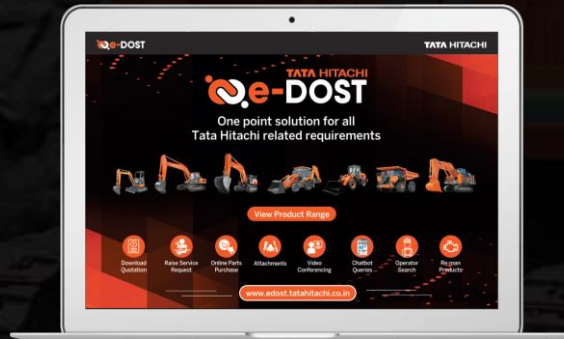 e-DOST
TATA HITACHI
TATA HITACHI
e-DOST
One point solution for all
Tata Hitachi related requirements
View Product Range
Download
Quotation
Raise Service
Request
Online Parts
Purchase
Attachments
Video
Conferencing
Chatbot
Queries
Operator
Search
Re-man
Products
www.edost.tatahitachi.co.in